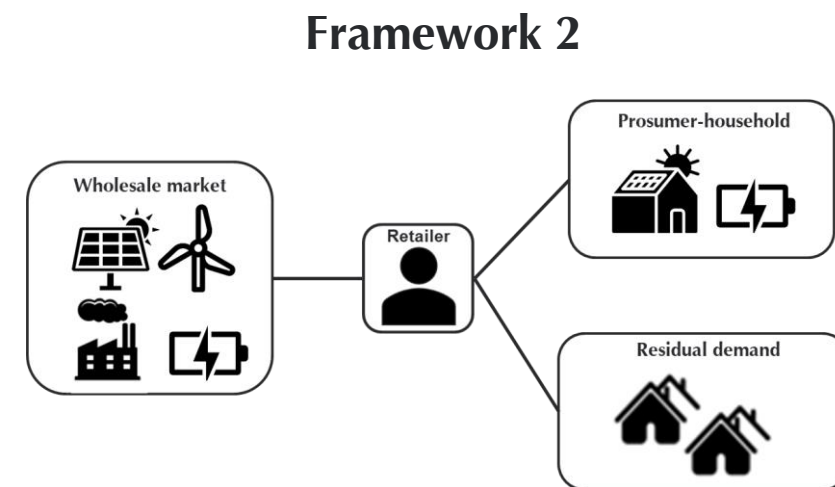 Framework 2
Prosumer-household
Wholesale market
Retailer
Residual demand